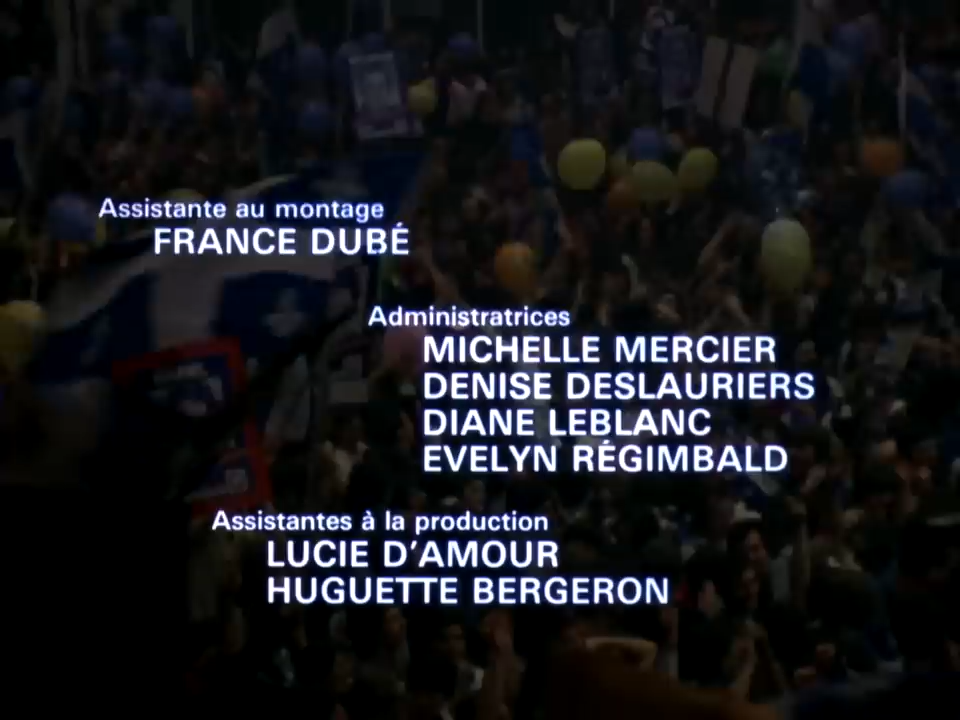 Assistante au montage
FRANCE DUBÉ
Administratrices
MICHELLE MERCIER
DENISE DESLAURIERS
DIANE LEBLANC
EVELYN RÉGIMBALD
Assistantes à la production
LUCIE D'AMOUR
HUGUETTE BERGERON